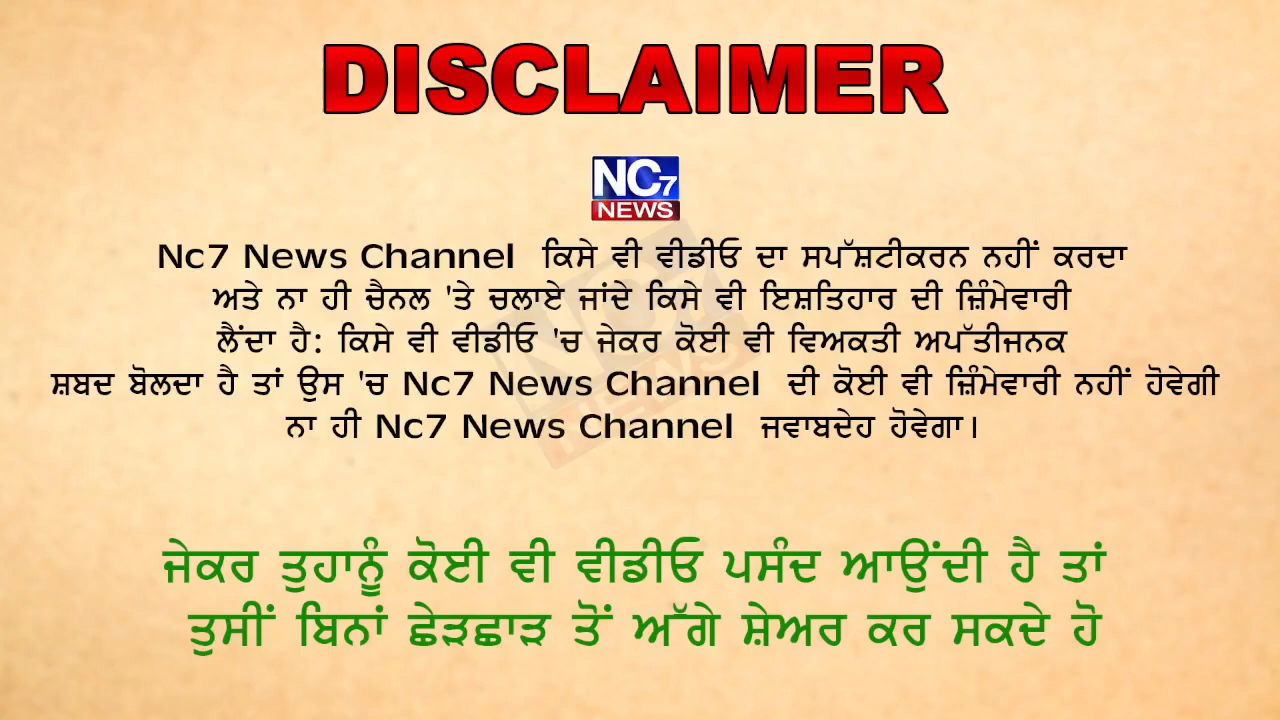 DISCLAIMER
NC7
NEWS
Nc7 News Channel ਕਿਸੇ ਵੀ ਵੀਡੀਓ ਦਾ ਸਪੱਸ਼ਟੀਕਰਨ ਨਹੀਂ ਕਰਦਾ
ਅਤੇ ਨਾ ਹੀ ਚੈਨਲ 'ਤੇ ਚਲਾਏ ਜਾਂਦੇ ਕਿਸੇ ਵੀ ਇਸ਼ਤਿਹਾਰ ਦੀ ਜ਼ਿੰਮੇਵਾਰੀ
ਲੈਂਦਾ ਹੈ: ਕਿਸੇ ਵੀ ਵੀਡੀਓ 'ਚ ਜੇਕਰ ਕੋਈ ਵੀ ਵਿਅਕਤੀ ਅਪੱਤੀਜਨਕ
ਸ਼ਬਦ ਬੋਲਦਾ ਹੈ ਤਾਂ ਉਸ 'ਚ Nc7 News Channel ਦੀ ਕੋਈ ਵੀ ਜ਼ਿੰਮੇਵਾਰੀ ਨਹੀਂ ਹੋਵੇਗੀ
ਨਾ ਹੀ Nc7 News Channel ਜਵਾਬਦੇਹ ਹੋਵੇਗਾ।
ਜੇਕਰ ਤੁਹਾਨੂੰ ਕੋਈ ਵੀ ਵੀਡੀਓ ਪਸੰਦ ਆਉਂਦੀ ਹੈ ਤਾਂ
ਤੁਸੀਂ ਬਿਨਾਂ ਛੇੜਛਾੜ ਤੋਂ ਅੱਗੇ ਸ਼ੇਅਰ ਕਰ ਸਕਦੇ ਹੋ